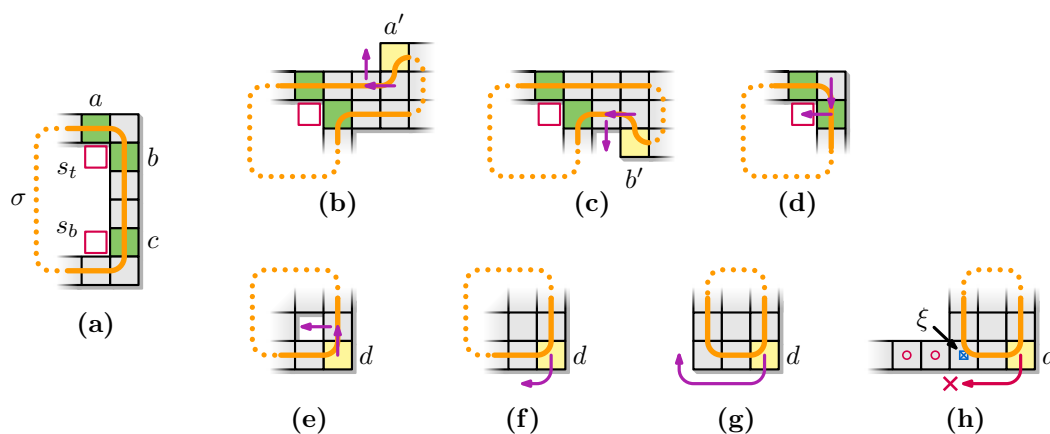 a
a′
s_t
b
σ
s_b
c
b′
(a)
(b)
(c)
(d)
d
d
d
ξ
d
(e)
(f)
(g)
(h)